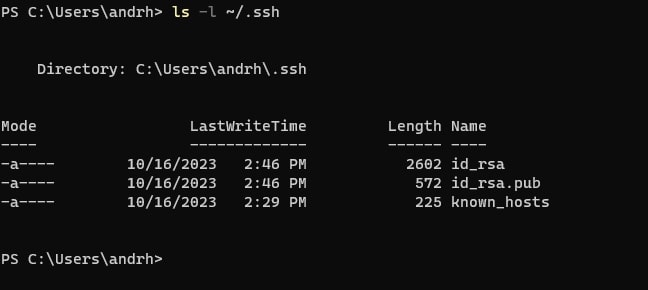 PS C:\Users\andrh> ls -l ~/.ssh
Directory: C:\Users\andrh\.ssh
Mode                 LastWriteTime         Length Name
----                 -------------         ------ ----
-a----        10/16/2023   2:46 PM           2602 id_rsa
-a----        10/16/2023   2:46 PM            572 id_rsa.pub
-a----        10/16/2023   2:29 PM            225 known_hosts
PS C:\Users\andrh>